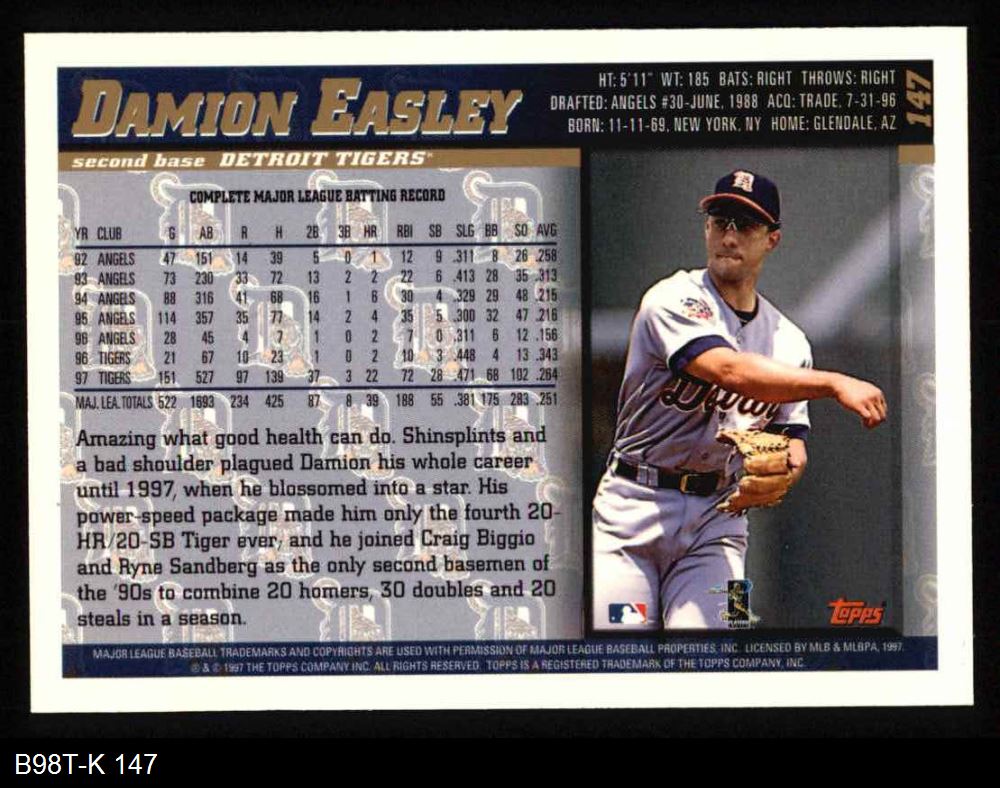 DAMION EASLEY
HT: 5'11" WT: 185 BATS: RIGHT THROWS: RIGHT
DRAFTED: ANGELS #30-JUNE, 1988 ACQ: TRADE, 7-31-96
BORN: 11-11-69, NEW YORK, NY HOME: GLENDALE, AZ
147
second base DETROIT TIGERS
COMPLETE MAJOR LEAGUE BATTING RECORD
YR CLUB G AB R H 2B 3B HR RBI SB SLG BB SO AVG
92 ANGELS 47 151 14 39 5 0 1 12 9 .311 8 26 .258
93 ANGELS 73 230 33 72 13 2 2 22 6 .413 28 35 .313
94 ANGELS 88 316 41 68 16 1 6 30 4 .329 29 48 .215
95 ANGELS 114 357 35 77 14 2 4 35 5 .300 32 47 .216
96 ANGELS 28 45 4 7 1 0 2 7 0 .311 6 12 .156
96 TIGERS 21 67 10 23 1 0 2 10 3 .448 4 13 .343
97 TIGERS 151 527 97 139 37 3 22 72 28 .471 68 102 .264
MAJ. LEA. TOTALS 522 1693 234 425 87 8 39 188 55 .381 175 283 .251
Amazing what good health can do. Shinsplints and
a bad shoulder plagued Damion his whole career
until 1997, when he blossomed into a star. His
power-speed package made him only the fourth 20-
HR/20-SB Tiger ever, and he joined Craig Biggio
and Ryne Sandberg as the only second basemen of
the '90s to combine 20 homers, 30 doubles and 20
steals in a season.
Detroit
topps
MAJOR LEAGUE BASEBALL TRADEMARKS AND COPYRIGHTS ARE USED WITH PERMISSION OF MAJOR LEAGUE BASEBALL PROPERTIES, INC. LICENSED BY MLB & MLBPA, 1997.
® & © 1997 THE TOPPS COMPANY, INC. ALL RIGHTS RESERVED. TOPPS IS A REGISTERED TRADEMARK OF THE TOPPS COMPANY, INC.
B98T-K 147